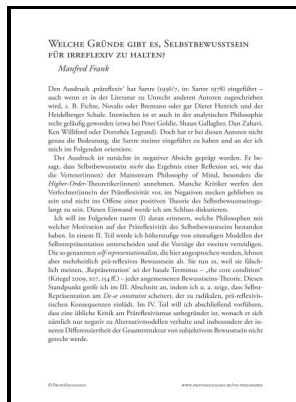 WELCHE GRÜNDE GIBT ES, SELBSTBEWUSSTSEIN
FÜR IRREFLEXIV ZU HALTEN?
Manfred Frank
Den Ausdruck ‚präreflexiv‘ hat Sartre (1936/7, in: Sartre 1978) eingeführt –
auch wenn er in der Literatur zu Unrecht anderen Autoren zugeschrieben
wird, z. B. Fichte, Novalis oder Brentano oder gar Dieter Henrich und der
Heidelberger Schule. Inzwischen ist er auch in der analytischen Philosophie
recht geläufig geworden (etwa bei Peter Goldie, Shaun Gallagher, Dan Zahavi,
Ken Williford oder Dorothée Legrand). Doch hat er bei diesen Autoren nicht
genau die Bedeutung, die Sartre meinte eingeführt zu haben und an der ich
mich im Folgenden orientiere.
Der Ausdruck ist zunächst in negativer Absicht geprägt worden. Er be-
sagt, dass Selbstbewusstsein nicht das Ergebnis einer Reflexion sei, wie das
die Verteter(innen) der Mainstream Philosophy of Mind, besonders die
Higher-Order-Theoretiker(innen) annehmen. Manche Kritiker werfen den
Verfechter(inne)n der Präreflexivität vor, im Negativen stecken geblieben zu
sein und nicht ins Offene einer positiven Theorie des Selbstbewusstseins ge-
langt zu sein. Diesen Einwand werde ich am Schluss diskutieren.
Ich will im Folgenden zuerst (I) daran erinnern, welche Philosophen mit
welcher Motivation auf der Präreflexivität des Selbstbewusstseins bestanden
haben. In einem II. Teil werde ich höherstufige von einstufigen Modellen der
Selbstrepräsentation unterscheiden und die Vorzüge der zweiten verteidigen.
Die so genannten self-representationalists, die hier angesprochen werden, lehnen
aber mehrheitlich prä-reflexives Bewusstsein ab. Sie tun es, weil sie fälsch-
lich meinen, ‚Repräsentation‘ sei der basale Terminus – „the core condition“
(Kriegel 2009, 107, 154 ff.) – jeder angemessenen Bewusstseins-Theorie. Diesen
Standpunkt greife ich im III. Abschnitt an, indem ich u. a. zeige, dass Selbst-
Repräsentation am De-se constraint scheitert, der zu radikalen, prä-reflexivis-
tischen Konsequenzen einlädt. Im IV. Teil will ich abschließend vorführen,
dass eine übliche Kritik am Präreflexivismus unbegründet ist, wonach er sich
nämlich nur negativ zu Alternativmodellen verhalte und insbesondere der in-
neren Differenziertheit der Gesamtstruktur von subjektivem Bewusstsein nicht
gerecht werde.
© PROTOSOCIOLOGY
WWW.PROTOSOCIOLOGY.DE/ON-PHILOSOPHY